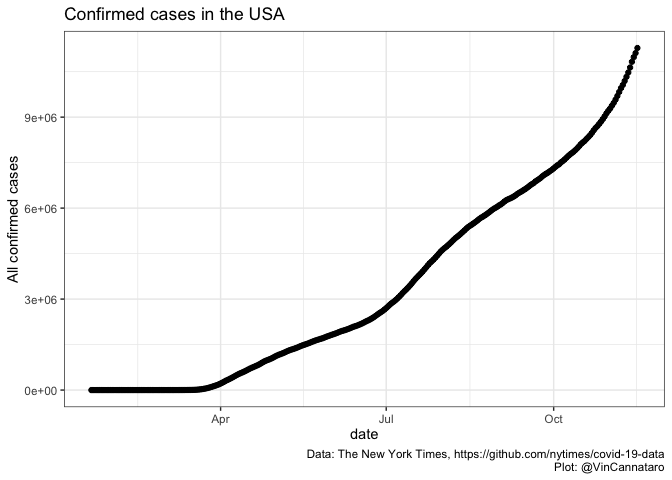 Confirmed cases in the USA
All confirmed cases
9e+06
6e+06
3e+06
0e+00
Apr
Jul
Oct
date
Data: The New York Times, https://github.com/nytimes/covid-19-data
Plot: @VinCannataro